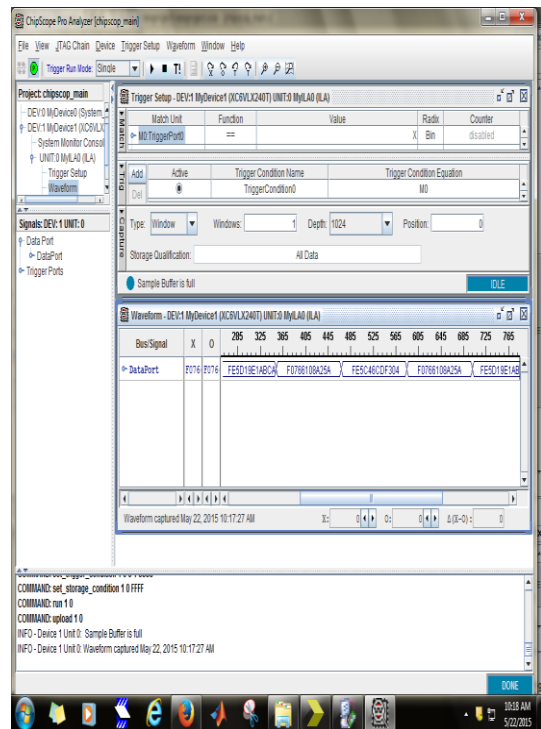 ChipScope Pro Analyzer [chipscop_main]
File View JTAG Chain Device Trigger Setup Waveform Window Help
Trigger Run Mode: Single T!
Project: chipscop_main
DEV:0 MyDevice0 (System_
DEV:1 MyDevice1 (XC6VLX
System Monitor Consol
UNIT:0 MyILA0 (ILA)
Trigger Setup
Waveform
Signals: DEV: 1 UNIT: 0
Data Port
DataPort
Trigger Ports
Trigger Setup - DEV:1 MyDevice1 (XC6VLX240T) UNIT:0 MyILA0 (ILA)
Match
Match Unit Function Value Radix Counter
M0:TriggerPort0 == X Bin disabled
Trig
Add Active Trigger Condition Name Trigger Condition Equation
Del TriggerCondition0 M0
Capture
Type: Window Windows: 1 Depth: 1024 Position: 0
Storage Qualification: All Data
Sample Buffer is full IDLE
Waveform - DEV:1 MyDevice1 (XC6VLX240T) UNIT:0 MyILA0 (ILA)
Bus/Signal X O 285 325 365 405 445 485 525 565 605 645 685 725 765
DataPort F076 F076 FE5D19E1ABCA F0766108A25A FE5C46CDF304 F0766108A25A FE5D19E1AB
Waveform captured May 22, 2015 10:17:27 AM X: 0 O: 0 Δ(X-O): 0
COMMAND: set_storage_condition 1 0 FFFF
COMMAND: run 1 0
COMMAND: upload 1 0
INFO - Device 1 Unit 0: Sample Buffer is full
INFO - Device 1 Unit 0: Waveform captured May 22, 2015 10:17:27 AM
DONE
10:18 AM
5/22/2015